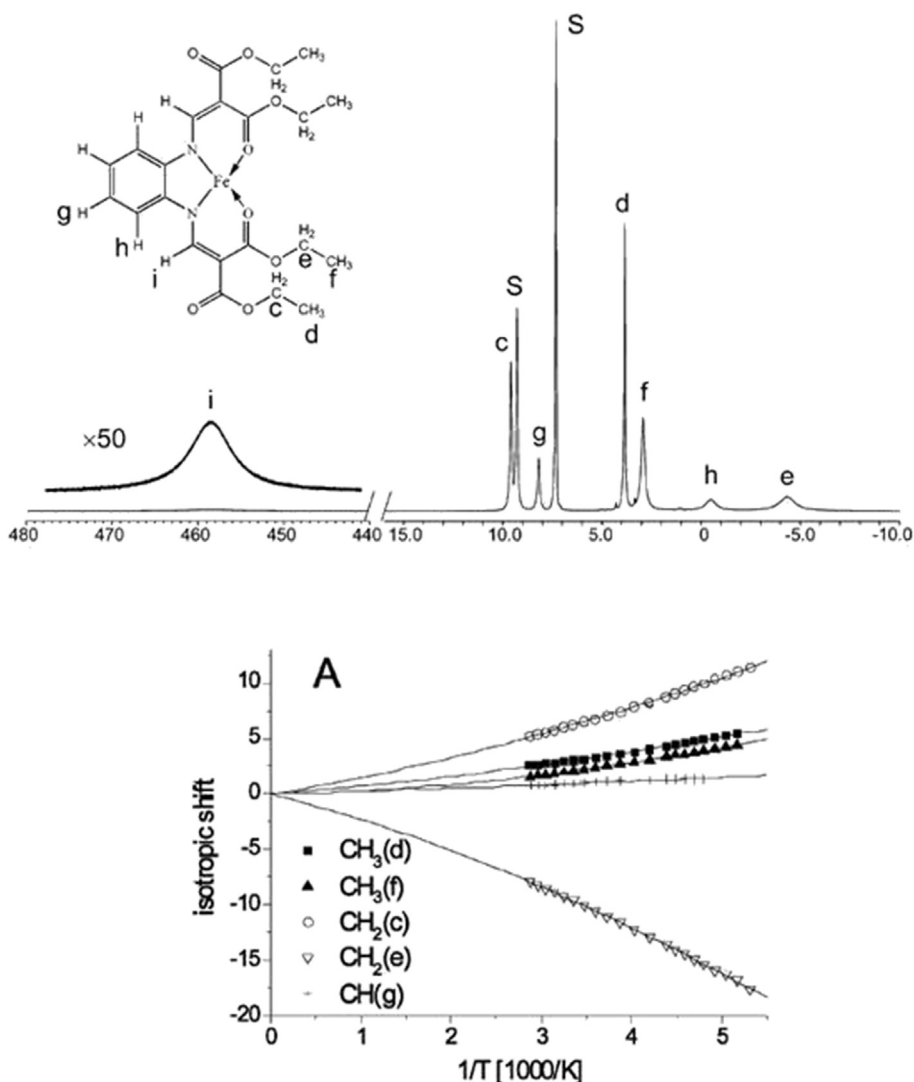 S
O
O
CH₃
C
H₂
H
O
O
CH₃
C
H₂
H
H
N
O
Fe
g H
N
O
h H
H
i
O
H₂
C
e
CH₃
f
O
O
H₂
C
c
CH₃
d
S
d
c
f
i
×50
g
h
e
480 470 460 450 440 15.0 10.0 5.0 0 -5.0 -10.0
A
10
5
0
-5
-10
-15
-20
isotropic shift
CH₃(d)
CH₃(f)
CH₂(c)
CH₂(e)
CH(g)
0 1 2 3 4 5
1/T [1000/K]